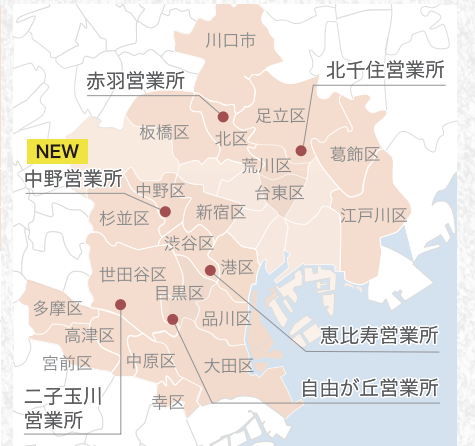 川口市
北千住営業所
赤羽営業所
足立区
板橋区
北区
NEW
荒川区
葛飾区
中野営業所
中野区
台東区
杉並区
新宿区
江戸川区
渋谷区
世田谷区
港区
目黒区
多摩区
品川区
高津区
恵比寿営業所
宮前区
中原区
大田区
自由が丘営業所
二子玉川
営業所
幸区